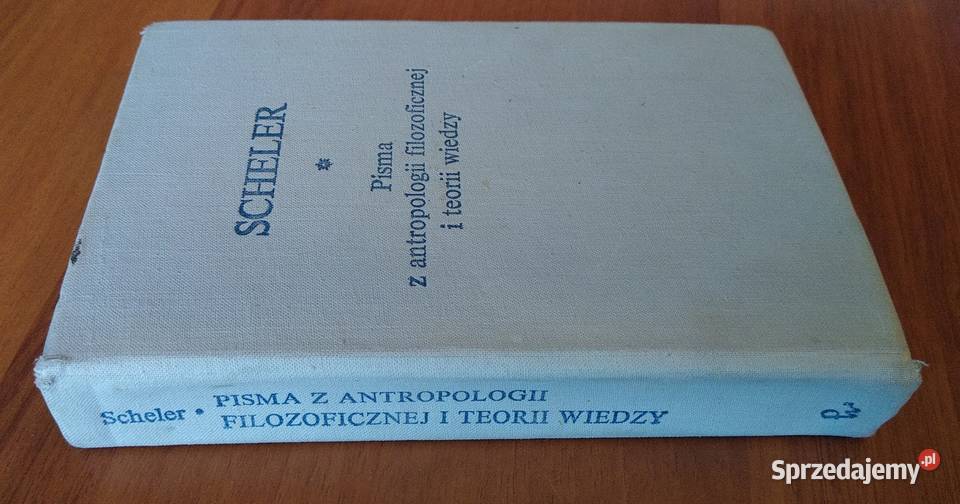 SCHELER
*
Pisma
z antropologii filozoficznej
i teorii wiedzy
Scheler • PISMA Z ANTROPOLOGII
FILOZOFICZNEJ I TEORII WIEDZY
Sprzedajemy.pl